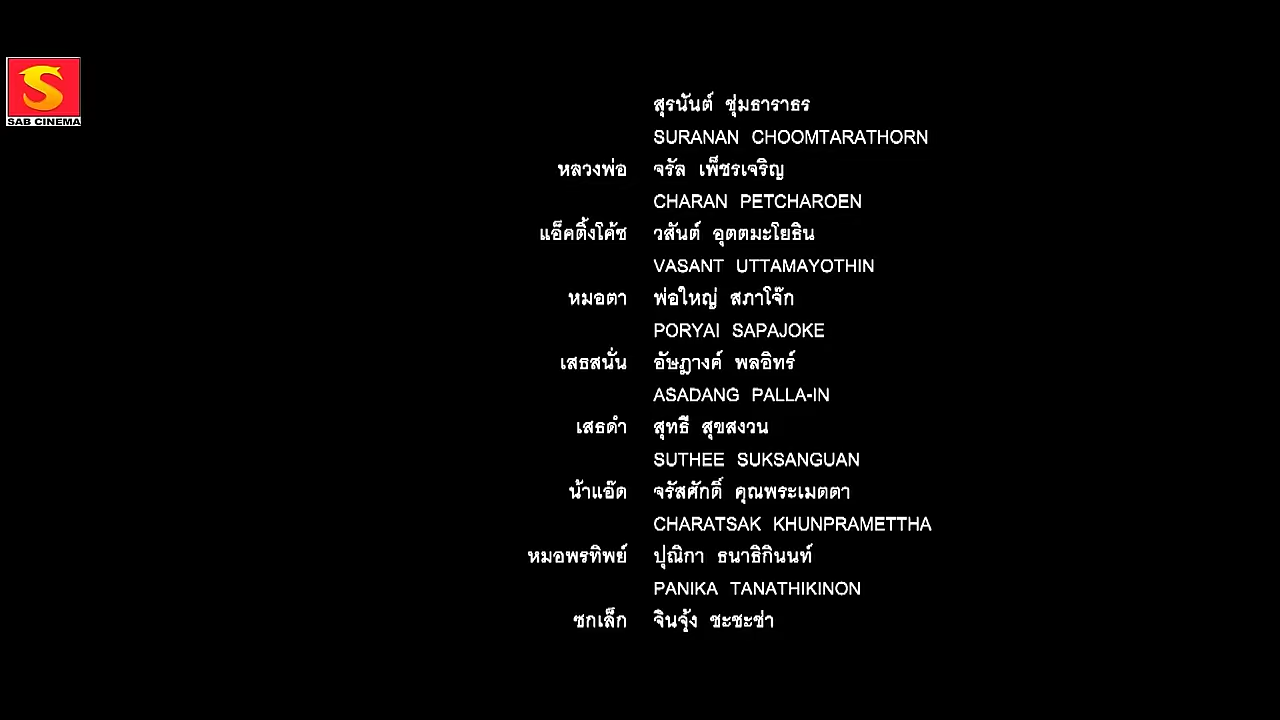 SAB CINEMA
สุรนันต์ ชุ่มธาราธร
SURANAN CHOOMTARATHORN
หลวงพ่อ จรัล เพ็ชรเจริญ
CHARAN PETCHAROEN
แอ็คติ้งโค้ช วสันต์ อุตตมะโยธิน
VASANT UTTAMAYOTHIN
หมอตา พ่อใหญ่ สภาโจ๊ก
PORYAI SAPAJOKE
เสธสนั่น อัษฎางค์ พลอิทร์
ASADANG PALLA-IN
เสธดำ สุทธี สุขสงวน
SUTHEE SUKSANGUAN
น้าแอ๊ด จรัสศักดิ์ คุณพระเมตตา
CHARATSAK KHUNPRAMETTHA
หมอพรทิพย์ ปุณิกา ธนาธิกินนท์
PANIKA TANATHIKINON
ซกเล็ก จินจุ้ง ชะชะช่า